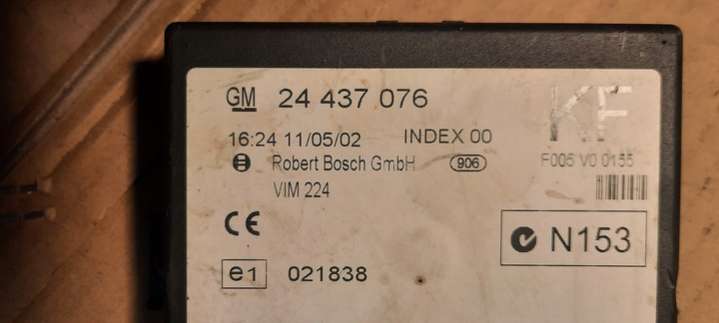 GM 24 437 076 KF
16:24 11/05/02 INDEX 00
Robert Bosch GmbH 906 F005 V0 0155
VIM 224
CE
N153
e1 021838